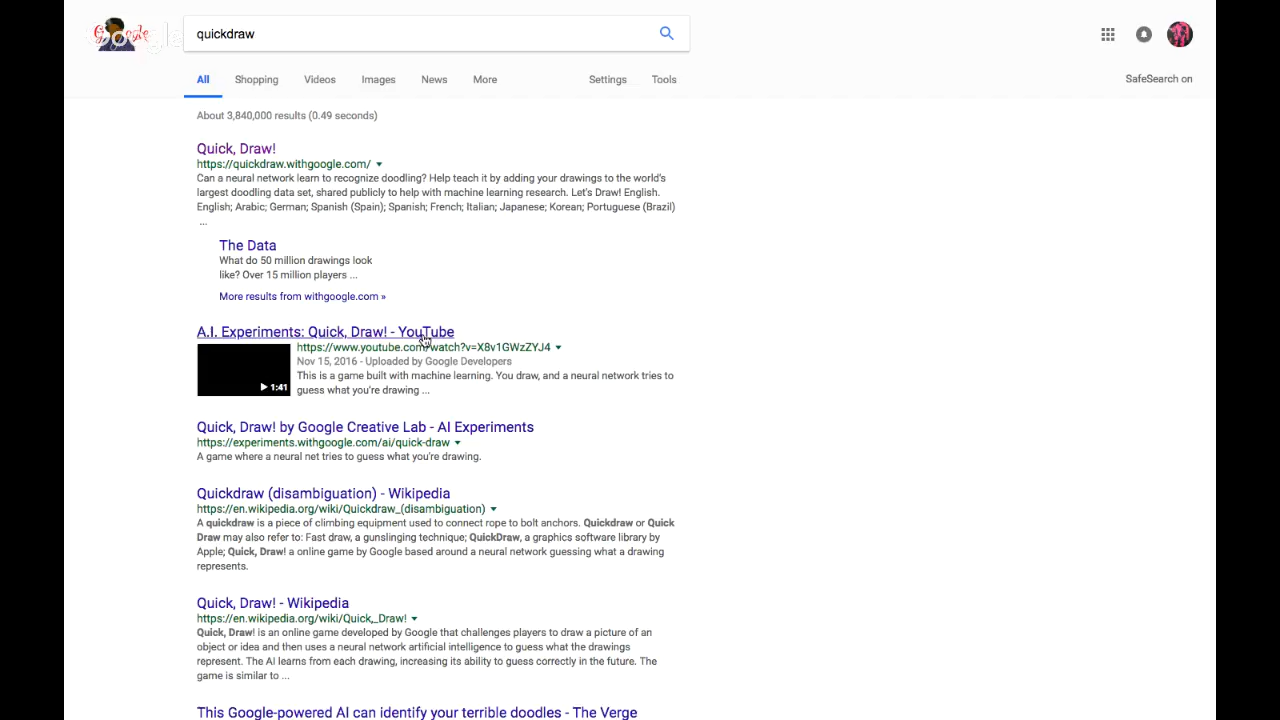 Google
quickdraw
All Shopping Videos Images News More Settings Tools
SafeSearch on
About 3,840,000 results (0.49 seconds)
Quick, Draw!
https://quickdraw.withgoogle.com/
Can a neural network learn to recognize doodling? Help teach it by adding your drawings to the world's
largest doodling data set, shared publicly to help with machine learning research. Let's Draw! English.
English; Arabic; German; Spanish (Spain); Spanish; French; Italian; Japanese; Korean; Portuguese (Brazil)
...
The Data
What do 50 million drawings look
like? Over 15 million players ...
More results from withgoogle.com »
A.I. Experiments: Quick, Draw! - YouTube
https://www.youtube.com/watch?v=X8v1GWzZYJ4
1:41
Nov 15, 2016 - Uploaded by Google Developers
This is a game built with machine learning. You draw, and a neural network tries to
guess what you're drawing ...
Quick, Draw! by Google Creative Lab - AI Experiments
https://experiments.withgoogle.com/ai/quick-draw
A game where a neural net tries to guess what you're drawing.
Quickdraw (disambiguation) - Wikipedia
https://en.wikipedia.org/wiki/Quickdraw_(disambiguation)
A quickdraw is a piece of climbing equipment used to connect rope to bolt anchors. Quickdraw or Quick
Draw may also refer to: Fast draw, a gunslinging technique; QuickDraw, a graphics software library by
Apple; Quick, Draw! a online game by Google based around a neural network guessing what a drawing
represents.
Quick, Draw! - Wikipedia
https://en.wikipedia.org/wiki/Quick,_Draw!
Quick, Draw! is an online game developed by Google that challenges players to draw a picture of an
object or idea and then uses a neural network artificial intelligence to guess what the drawings
represent. The AI learns from each drawing, increasing its ability to guess correctly in the future. The
game is similar to ...
This Google-powered AI can identify your terrible doodles - The Verge